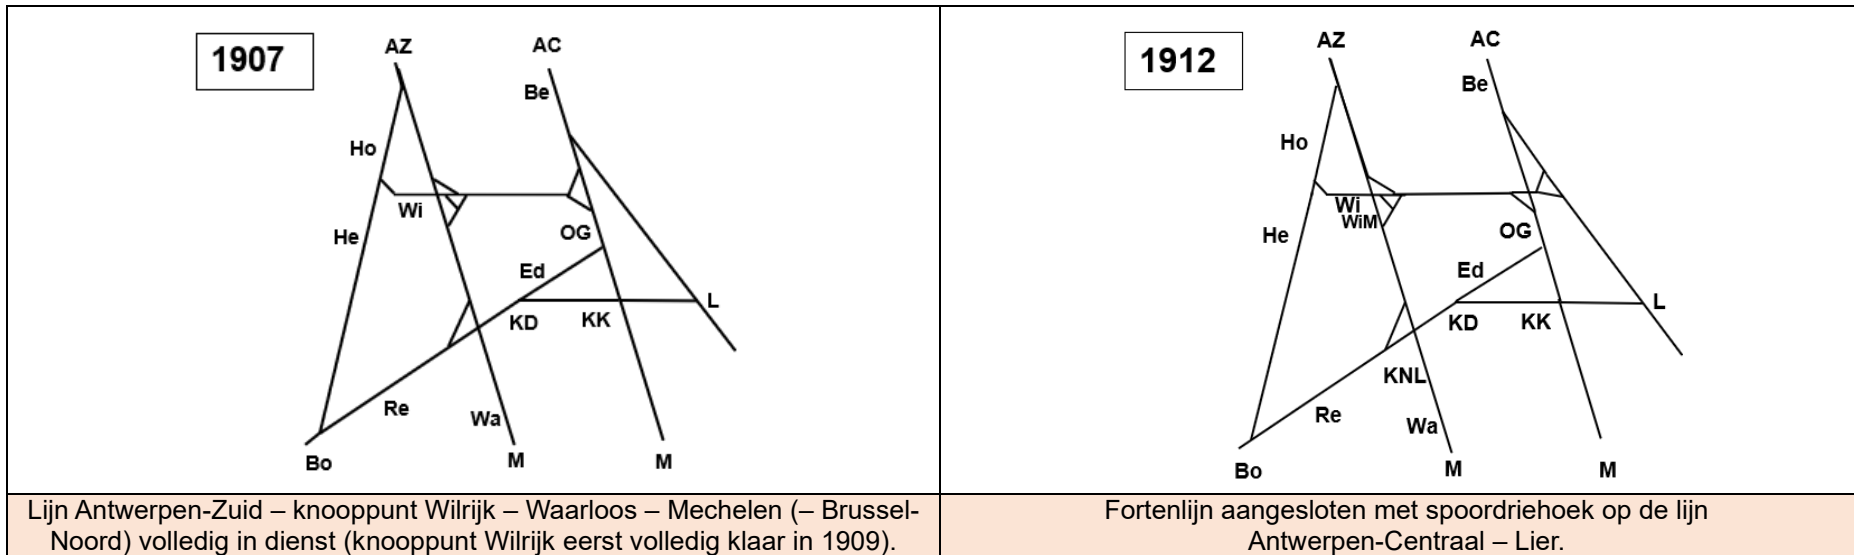 1907
AZ
AC
Be
Ho
Wi
He
OG
Ed
L
KD
KK
Re
Wa
Bo
M
M
Lijn Antwerpen-Zuid – knooppunt Wilrijk – Waarloos – Mechelen (– Brussel-
Noord) volledig in dienst (knooppunt Wilrijk eerst volledig klaar in 1909).
1912
AZ
AC
Be
Ho
Wi
WiM
He
OG
Ed
L
KD
KK
KNL
Re
Wa
Bo
M
M
Fortenlijn aangesloten met spoordriehoek op de lijn
Antwerpen-Centraal – Lier.